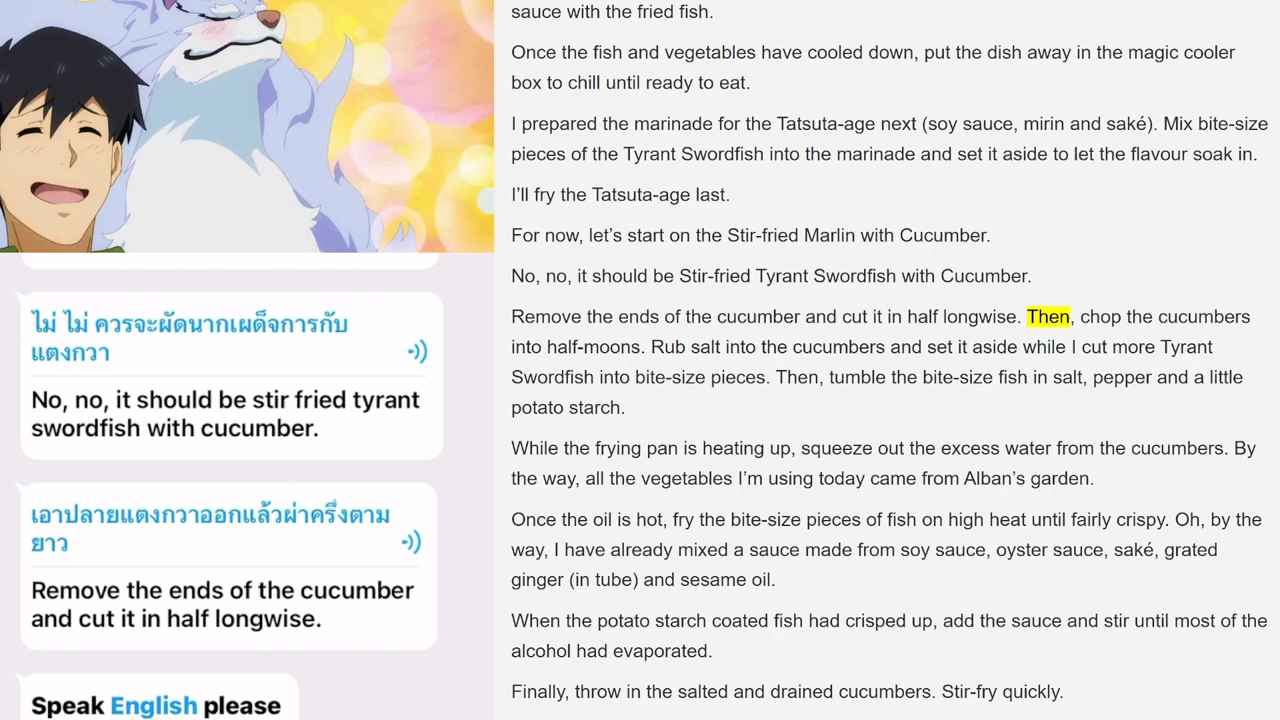 ไม่ ไม่ ควรจะผัดนากเผด็จการกับ
แตงกวา
No, no, it should be stir fried tyrant
swordfish with cucumber.
เอาปลายแตงกวาออกแล้วผ่าครึ่งตาม
ยาว
Remove the ends of the cucumber
and cut it in half longwise.
Speak English please
sauce with the fried fish.
Once the fish and vegetables have cooled down, put the dish away in the magic cooler
box to chill until ready to eat.
I prepared the marinade for the Tatsuta-age next (soy sauce, mirin and saké). Mix bite-size
pieces of the Tyrant Swordfish into the marinade and set it aside to let the flavour soak in.
I’ll fry the Tatsuta-age last.
For now, let’s start on the Stir-fried Marlin with Cucumber.
No, no, it should be Stir-fried Tyrant Swordfish with Cucumber.
Remove the ends of the cucumber and cut it in half longwise. Then, chop the cucumbers
into half-moons. Rub salt into the cucumbers and set it aside while I cut more Tyrant
Swordfish into bite-size pieces. Then, tumble the bite-size fish in salt, pepper and a little
potato starch.
While the frying pan is heating up, squeeze out the excess water from the cucumbers. By
the way, all the vegetables I’m using today came from Alban’s garden.
Once the oil is hot, fry the bite-size pieces of fish on high heat until fairly crispy. Oh, by the
way, I have already mixed a sauce made from soy sauce, oyster sauce, saké, grated
ginger (in tube) and sesame oil.
When the potato starch coated fish had crisped up, add the sauce and stir until most of the
alcohol had evaporated.
Finally, throw in the salted and drained cucumbers. Stir-fry quickly.